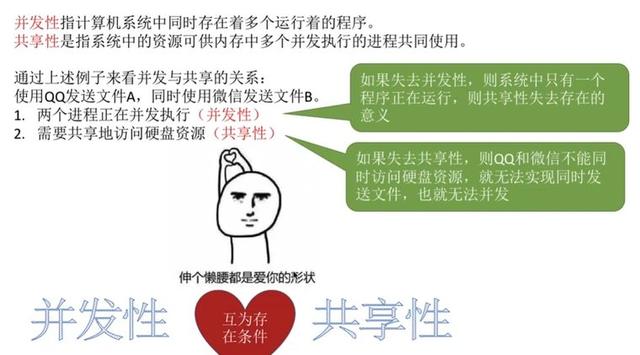 并发性指计算机系统中同时存在着多个运行着的程序。
共享性是指系统中的资源可供内存中多个并发执行的进程共同使用。
通过上述例子来看并发与共享的关系：
使用QQ发送文件A，同时使用微信发送文件B。
1. 两个进程正在并发执行（并发性）
2. 需要共享地访问硬盘资源（共享性）
如果失去并发性，则系统中只有一个
程序正在运行，则共享性失去存在的
意义
如果失去共享性，则QQ和微信不能同
时访问硬盘资源，就无法实现同时发
送文件，也就无法并发
伸个懒腰都是爱你的形状
并发性
互为存
在条件
共享性